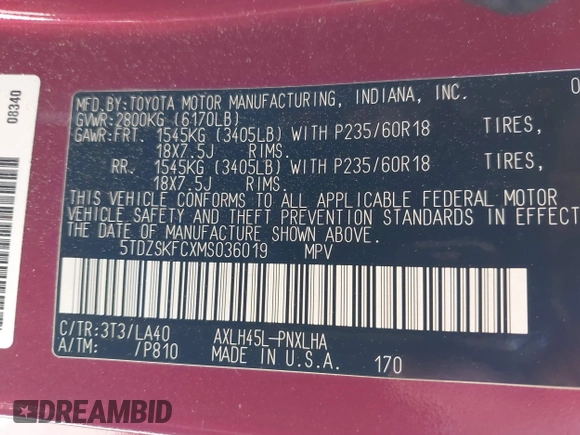 08340
0
MFD.BY:TOYOTA MOTOR MANUFACTURING, INDIANA, INC.
GVWR:2800KG (6170LB)
GAWR:FRT. 1545KG (3405LB) WITH P235/60R18 TIRES,
18X7.5J RIMS.
RR. 1545KG (3405LB) WITH P235/60R18 TIRES,
18X7.5J RIMS.
THIS VEHICLE CONFORMS TO ALL APPLICABLE FEDERAL MOTOR
VEHICLE SAFETY AND THEFT PREVENTION STANDARDS IN EFFECT
THE DATE OF MANUFACTURE SHOWN ABOVE.
5TDZSKFCXMS036019 MPV
C/TR:3T3/LA40 AXLH45L-PNXLHA
A/TM: /P810 MADE IN U.S.A. 170
DREAMBID